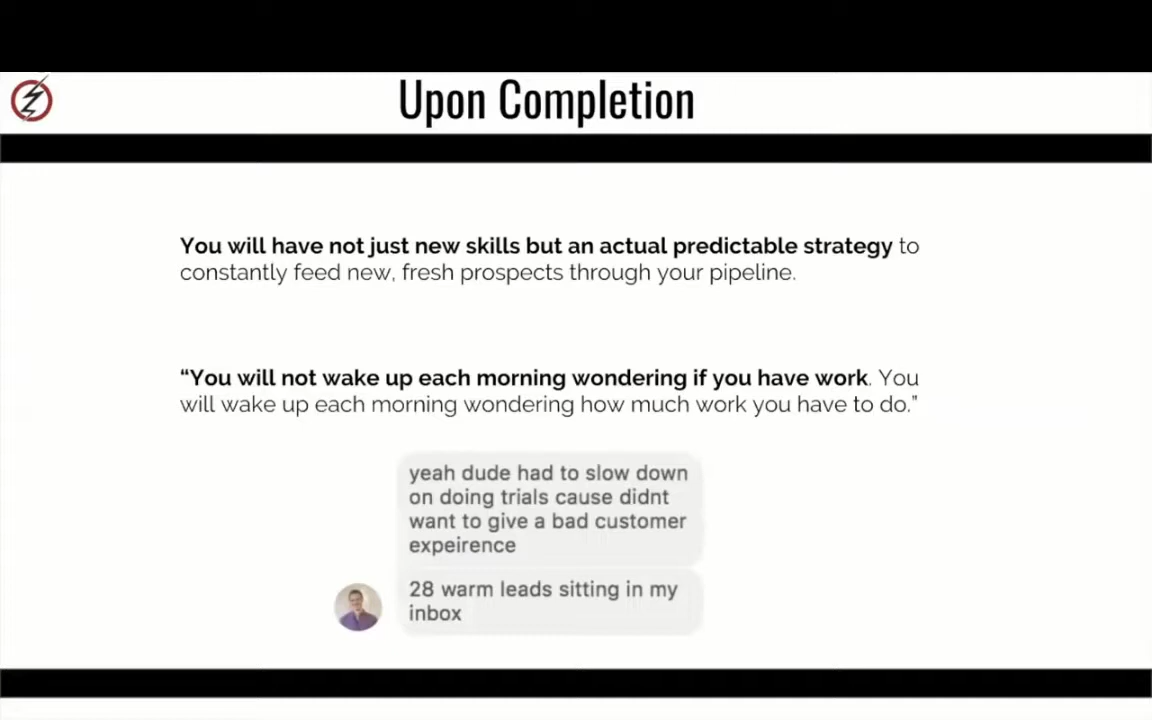 Upon Completion
You will have not just new skills but an actual predictable strategy to
constantly feed new, fresh prospects through your pipeline.
“You will not wake up each morning wondering if you have work. You
will wake up each morning wondering how much work you have to do.”
yeah dude had to slow down
on doing trials cause didnt
want to give a bad customer
expeirence
28 warm leads sitting in my
inbox